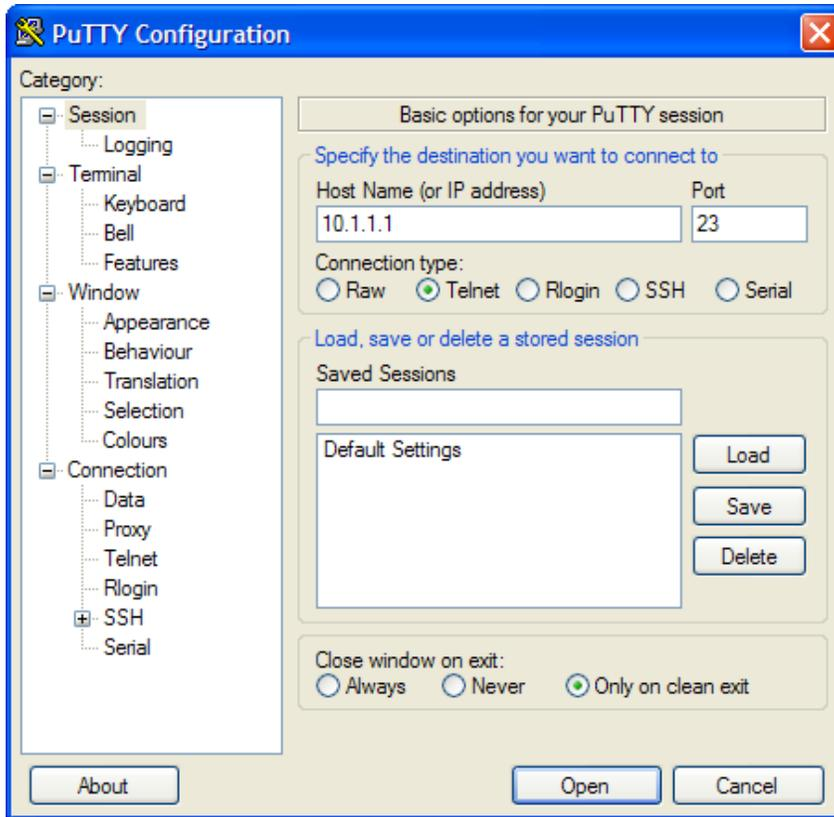 PuTTY Configuration
Category:
Session
Logging
Terminal
Keyboard
Bell
Features
Window
Appearance
Behaviour
Translation
Selection
Colours
Connection
Data
Proxy
Telnet
Rlogin
SSH
Serial
Basic options for your PuTTY session
Specify the destination you want to connect to
Host Name (or IP address) Port
10.1.1.1 23
Connection type:
Raw Telnet Rlogin SSH Serial
Load, save or delete a stored session
Saved Sessions
Default Settings
Load
Save
Delete
Close window on exit:
Always Never Only on clean exit
About Open Cancel